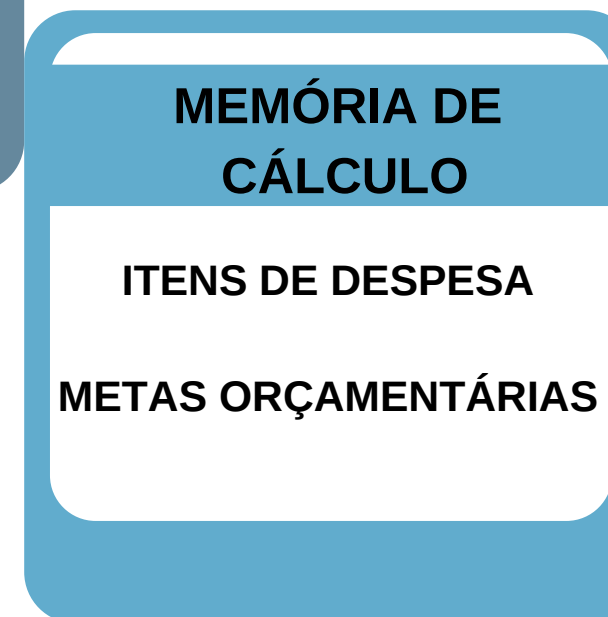 MEMÓRIA DE
CÁLCULO
ITENS DE DESPESA
METAS ORÇAMENTÁRIAS